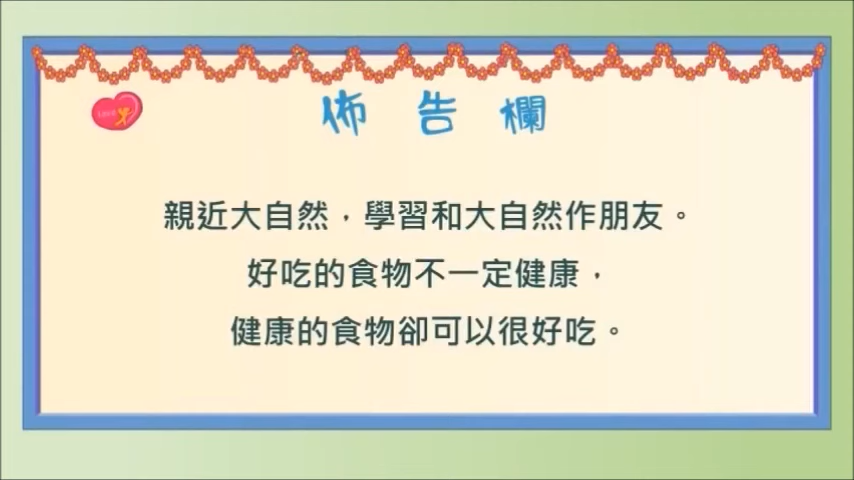 佈告欄
親近大自然，學習和大自然作朋友。
好吃的食物不一定健康，
健康的食物卻可以很好吃。